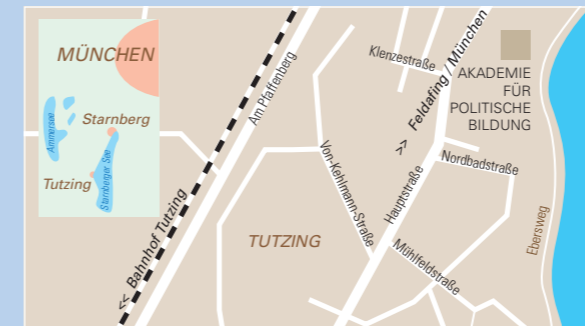 MÜNCHEN
Starnberg
Ammersee
Starnberger See
Tutzing
Am Pfaffenberg
<< Bahnhof Tutzing
TUTZING
Von-Kehlmann-Straße
Klenzestraße
>> Feldafing / München
AKADEMIE
FÜR
POLITISCHE
BILDUNG
Nordbadstraße
Hauptstraße
Mühlfeldstraße
Ebersweg